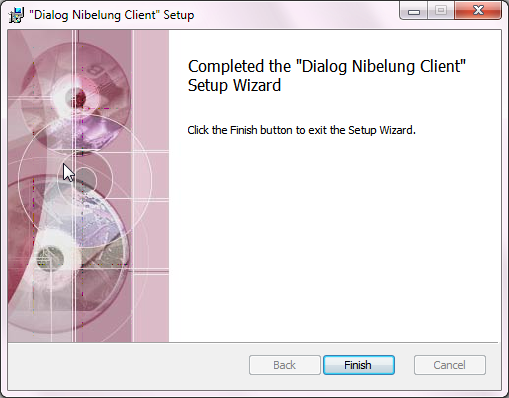 "Dialog Nibelung Client" Setup
Completed the "Dialog Nibelung Client"
Setup Wizard
Click the Finish button to exit the Setup Wizard.
Back
Finish
Cancel